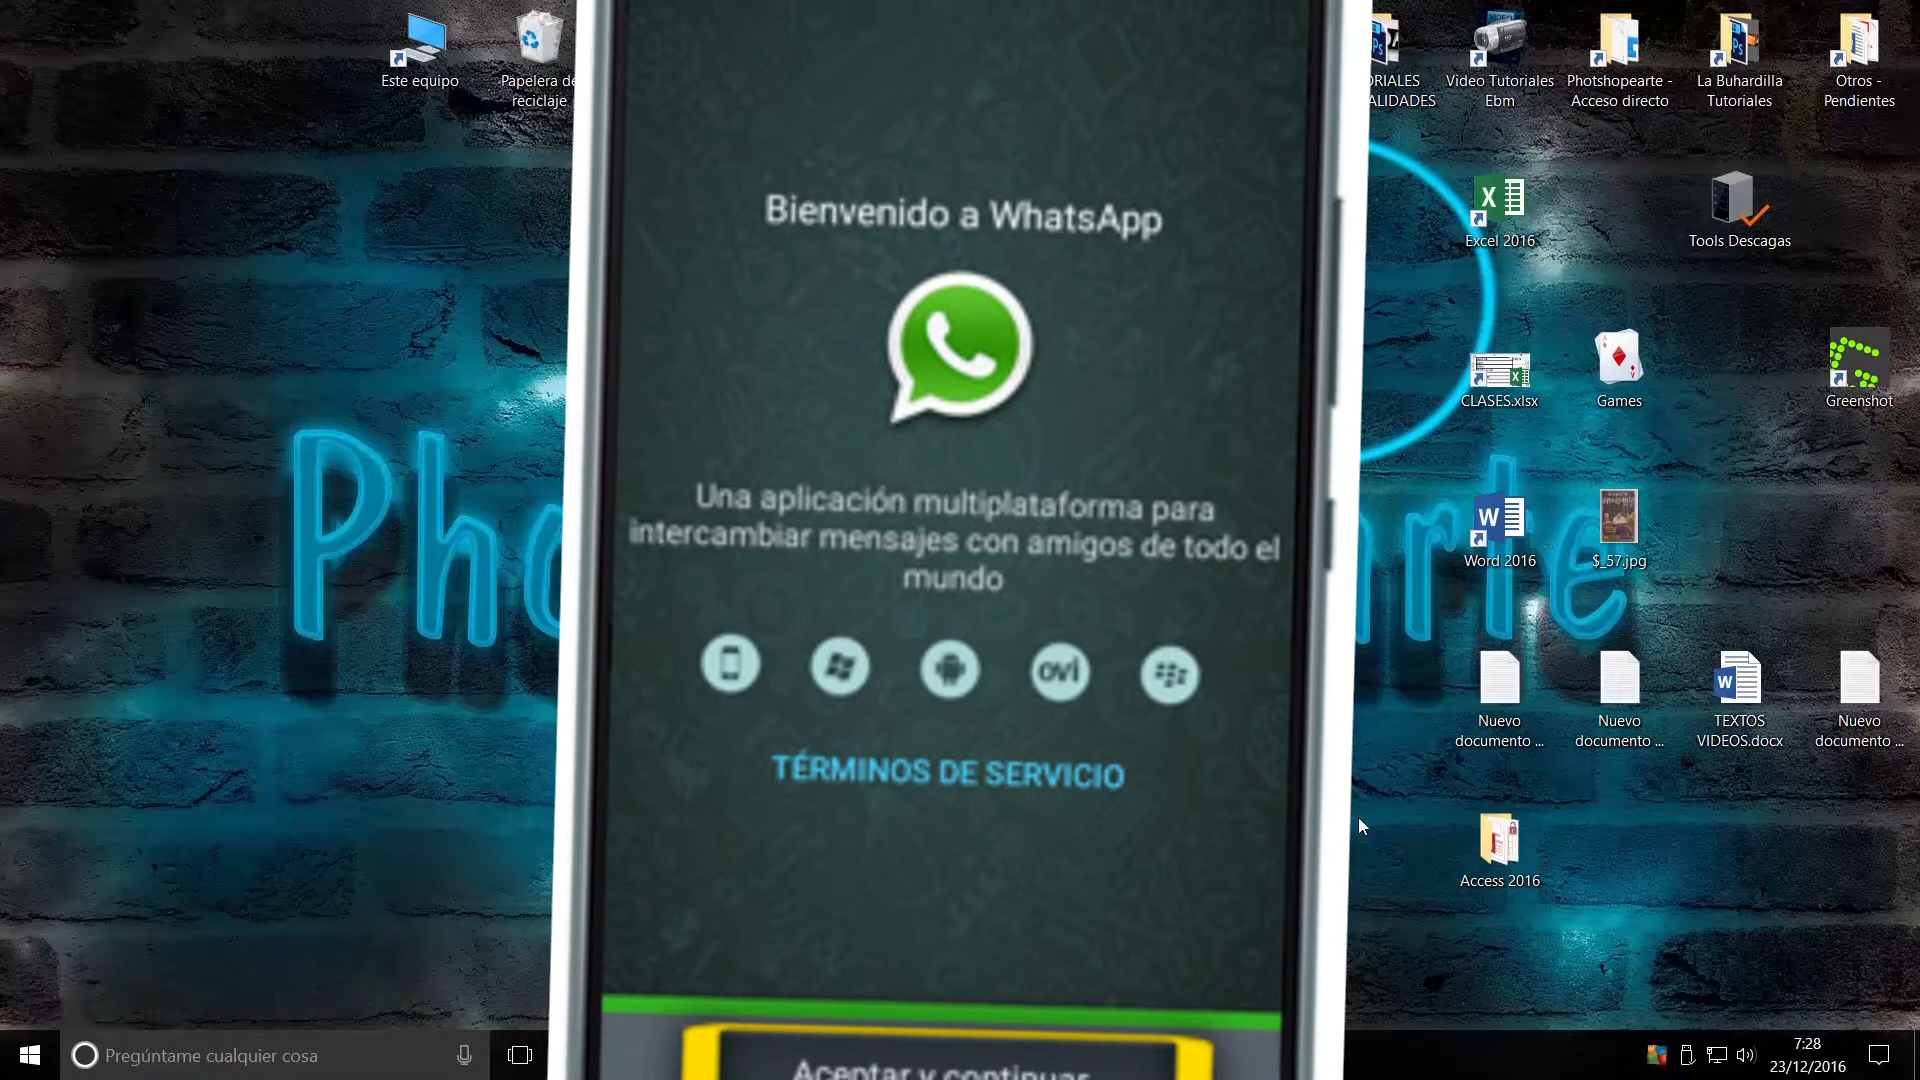 Este equipo
Papelera de
reciclaje
ORIALES
ALIDADES
Video Tutoriales
Ebm
Photshopearte -
Acceso directo
La Buhardilla
Tutoriales
Otros -
Pendientes
Bienvenido a WhatsApp
Excel 2016
Tools Descagas
CLASES.xlsx
Games
Greenshot
Una aplicación multiplataforma para
intercambiar mensajes con amigos de todo el
mundo
ovi
Word 2016
$_57.jpg
Pho
arte
TÉRMINOS DE SERVICIO
Nuevo
documento ...
Nuevo
documento ...
TEXTOS
VIDEOS.docx
Nuevo
documento ...
Access 2016
Aceptar y continuar
Pregúntame cualquier cosa
7:28
23/12/2016